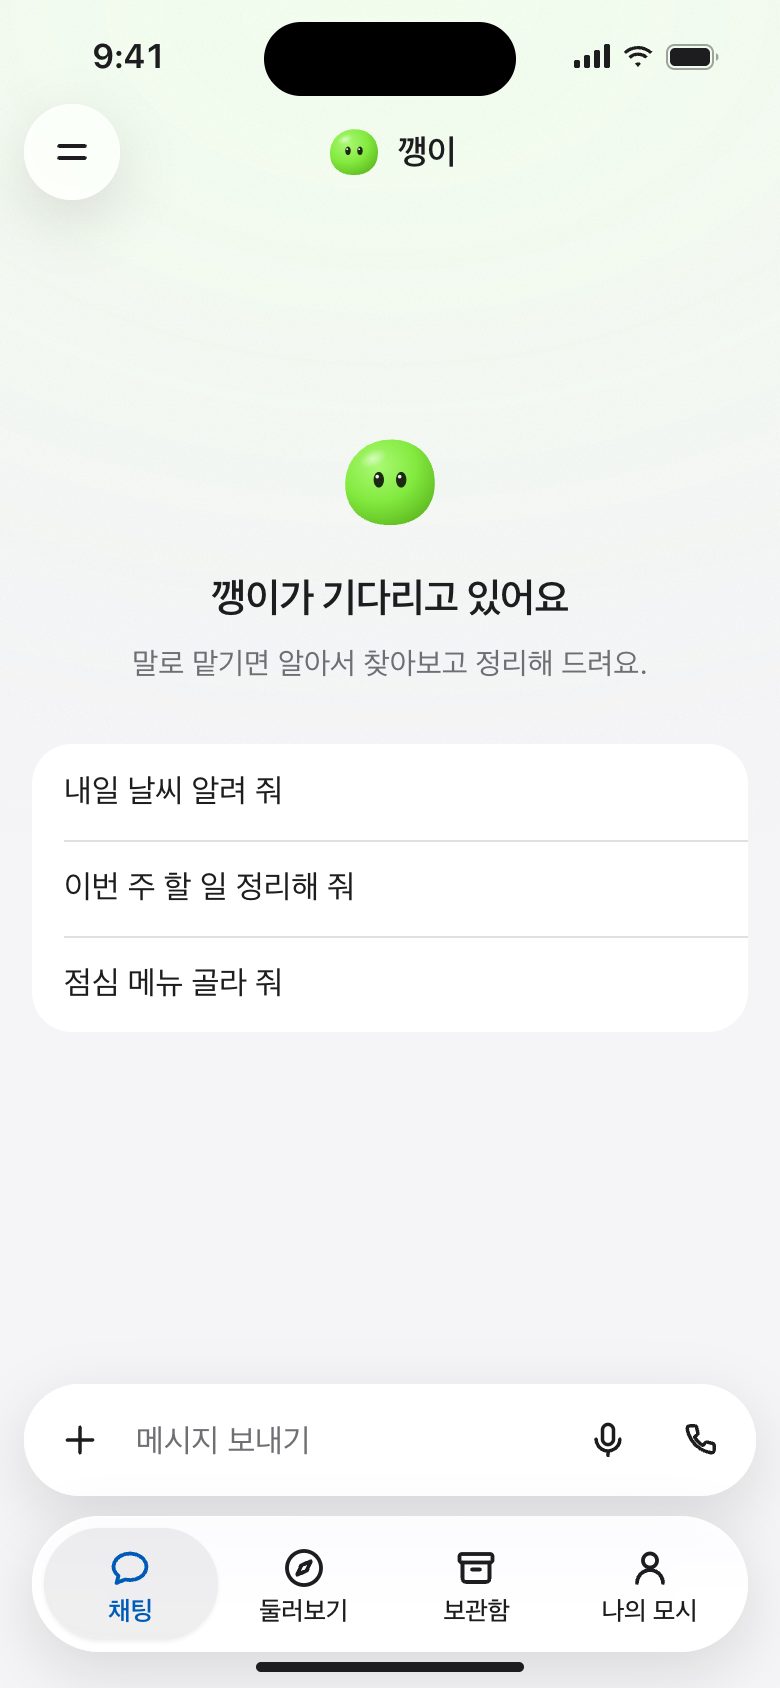 9:41
깽이
깽이가 기다리고 있어요
말로 맡기면 알아서 찾아보고 정리해 드려요.
내일 날씨 알려 줘
이번 주 할 일 정리해 줘
점심 메뉴 골라 줘
메시지 보내기
채팅
둘러보기
보관함
나의 모시